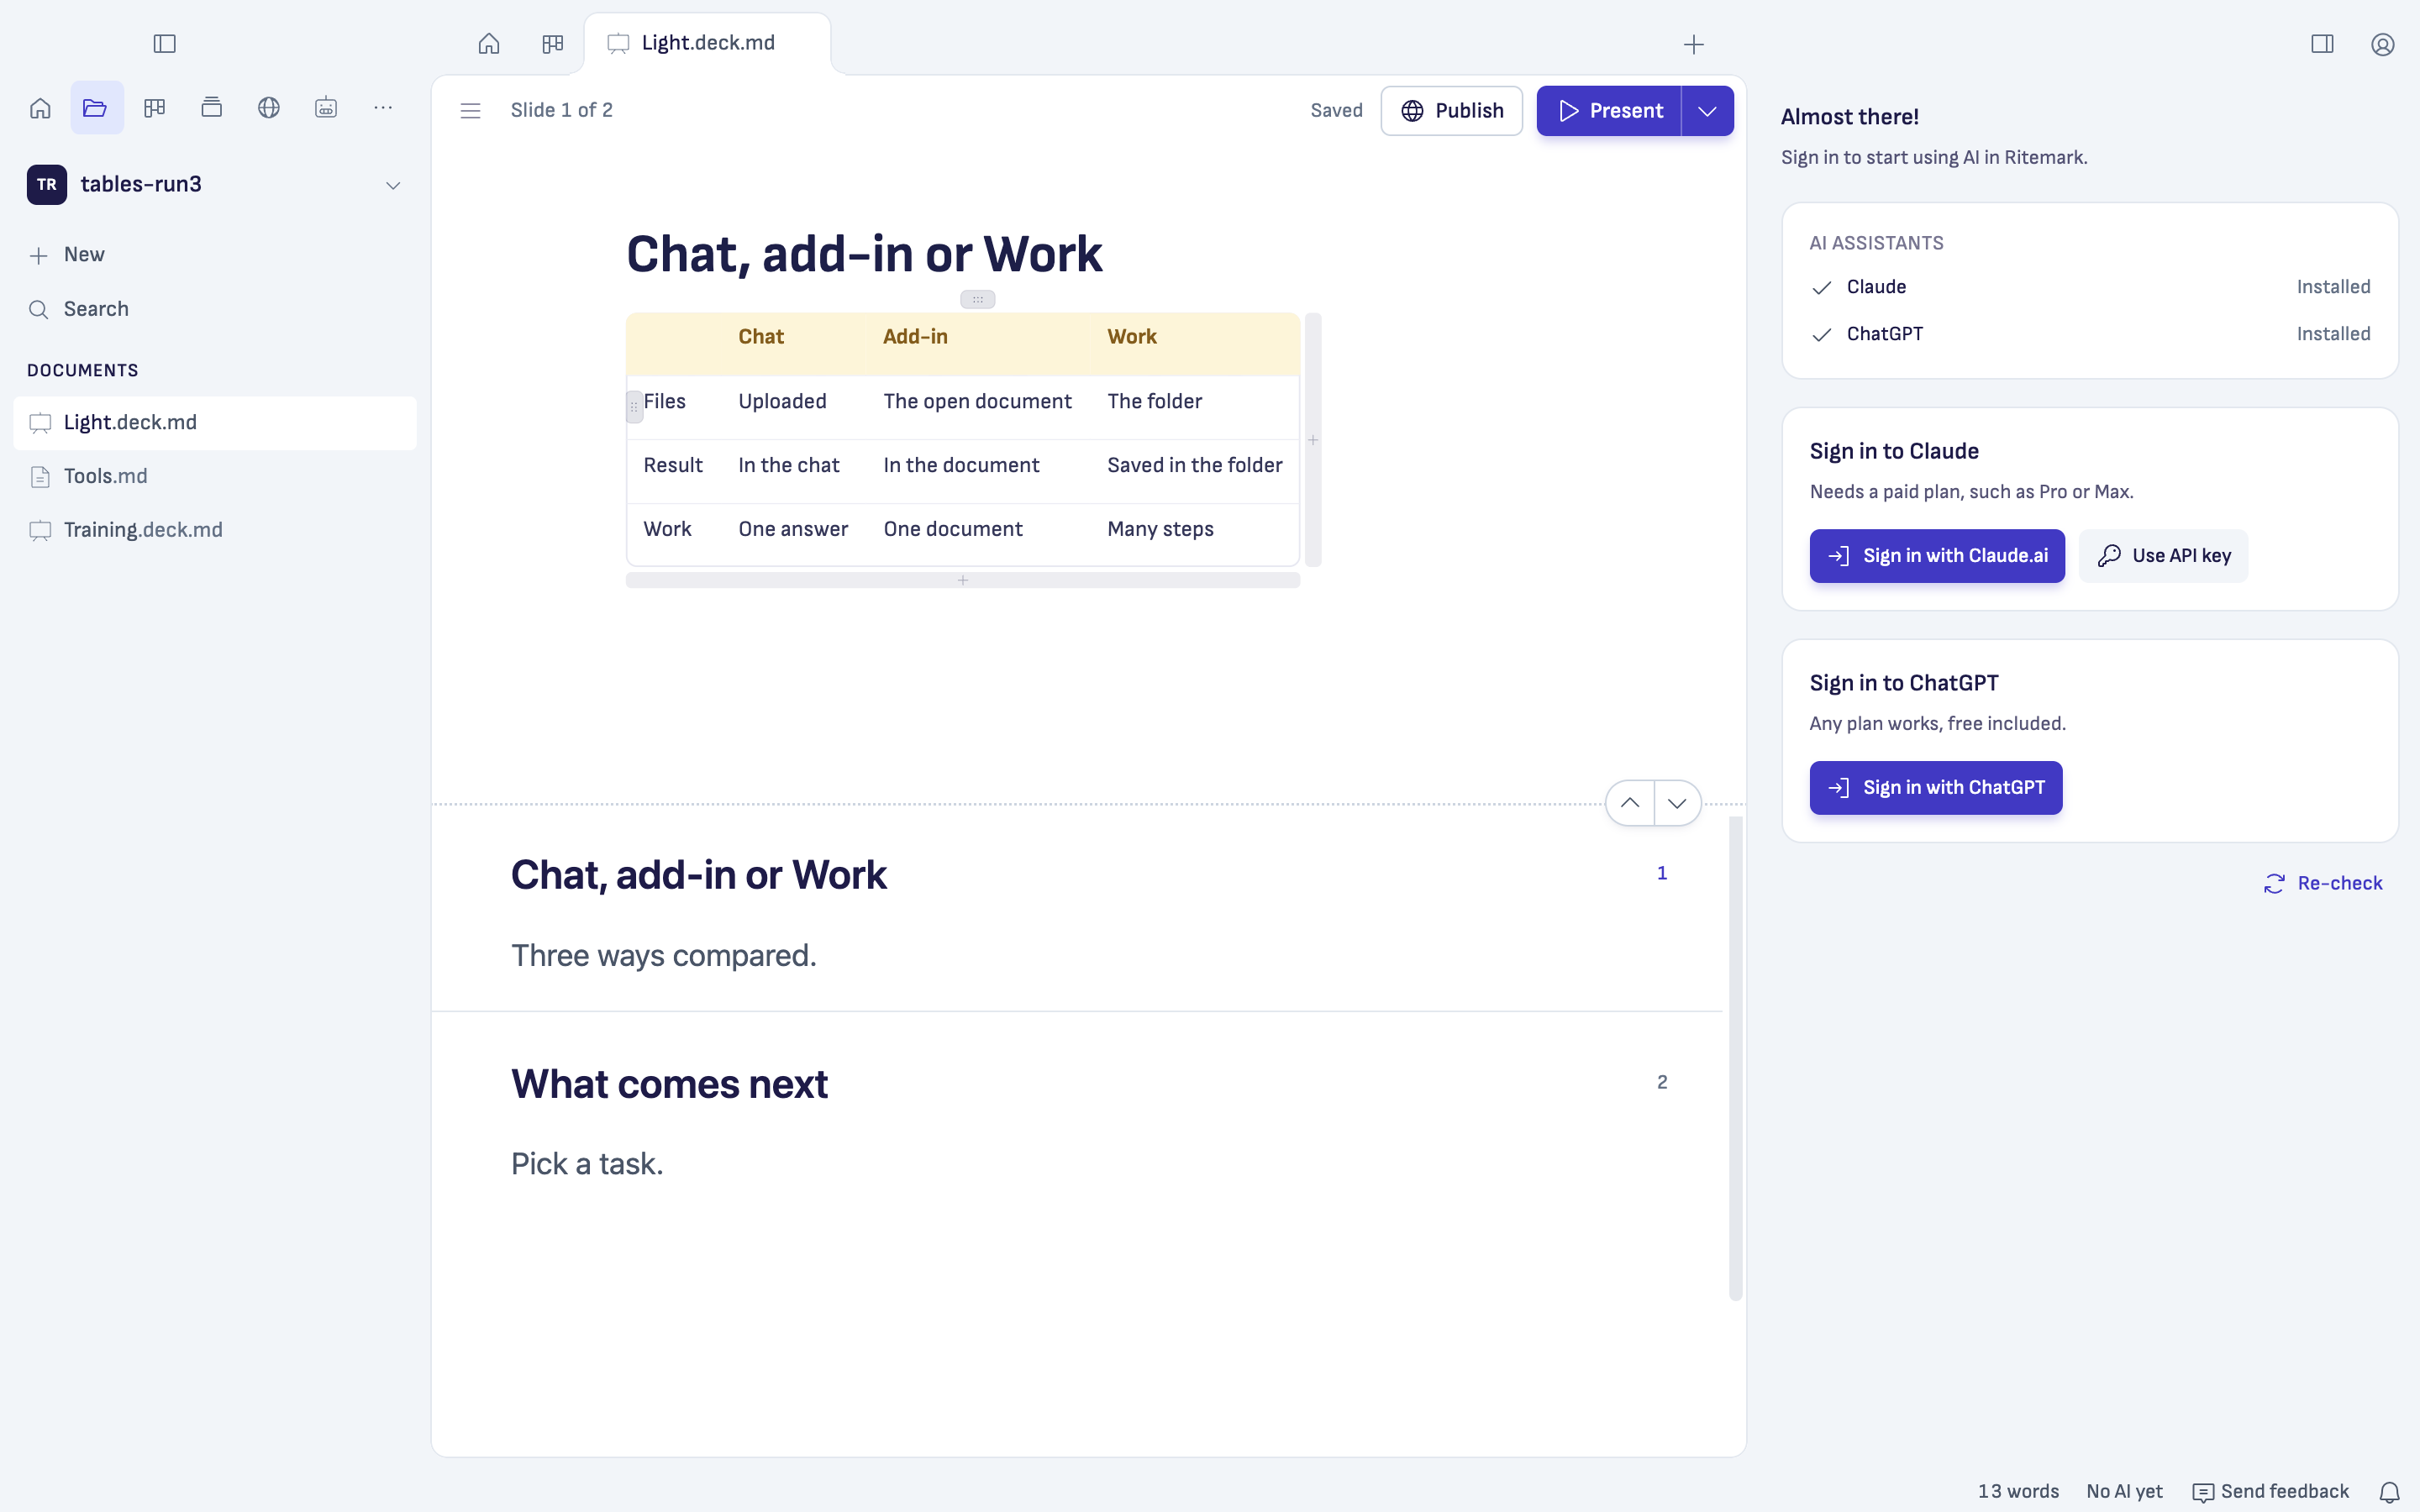 Light.deck.md
Slide 1 of 2
Saved
Publish
Present
TR
tables-run3
New
Search
DOCUMENTS
Light.deck.md
Tools.md
Training.deck.md
Chat, add-in or Work
Chat Add-in Work
Files Uploaded The open document The folder
Result In the chat In the document Saved in the folder
Work One answer One document Many steps
Chat, add-in or Work
1
Three ways compared.
What comes next
2
Pick a task.
Almost there!
Sign in to start using AI in Ritemark.
AI ASSISTANTS
Claude Installed
ChatGPT Installed
Sign in to Claude
Needs a paid plan, such as Pro or Max.
Sign in with Claude.ai
Use API key
Sign in to ChatGPT
Any plan works, free included.
Sign in with ChatGPT
Re-check
13 words
No AI yet
Send feedback